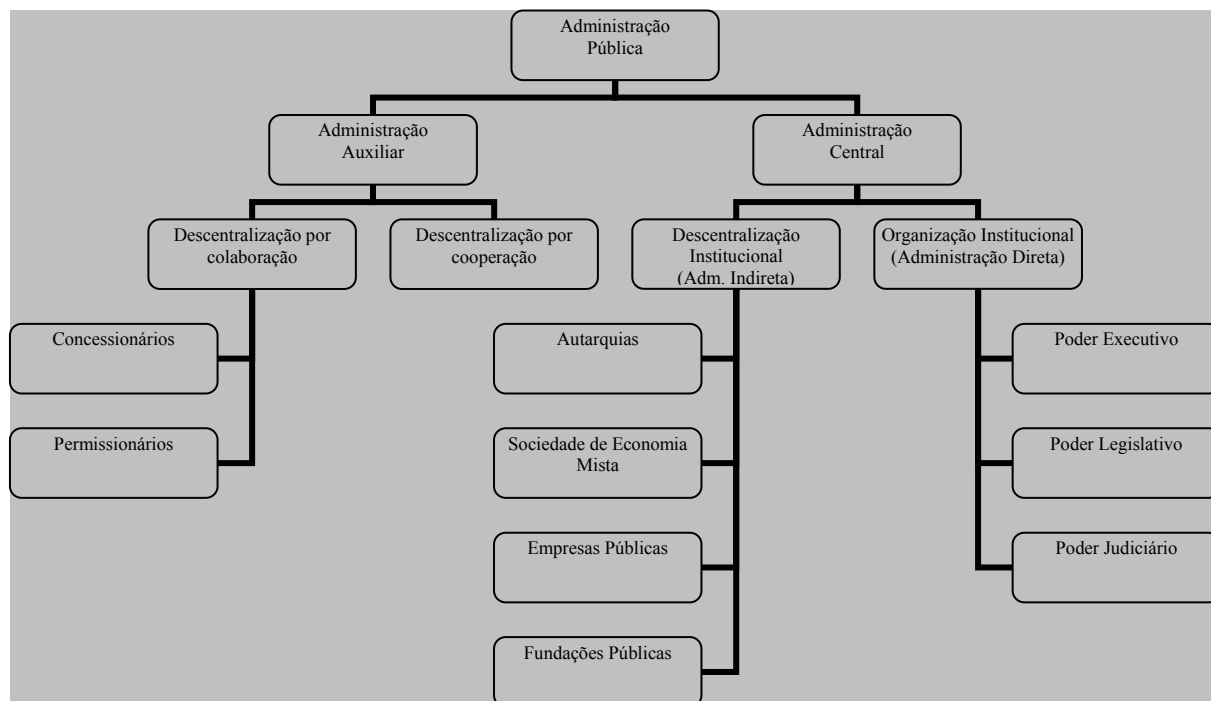 Administração
Pública
Administração
Auxiliar
Administração
Central
Descentralização por
colaboração
Descentralização por
cooperação
Descentralização
Institucional
(Adm. Indireta)
Organização Institucional
(Administração Direta)
Concessionários
Autarquias
Poder Executivo
Permissionários
Sociedade de Economia
Mista
Poder Legislativo
Empresas Públicas
Poder Judiciário
Fundações Públicas